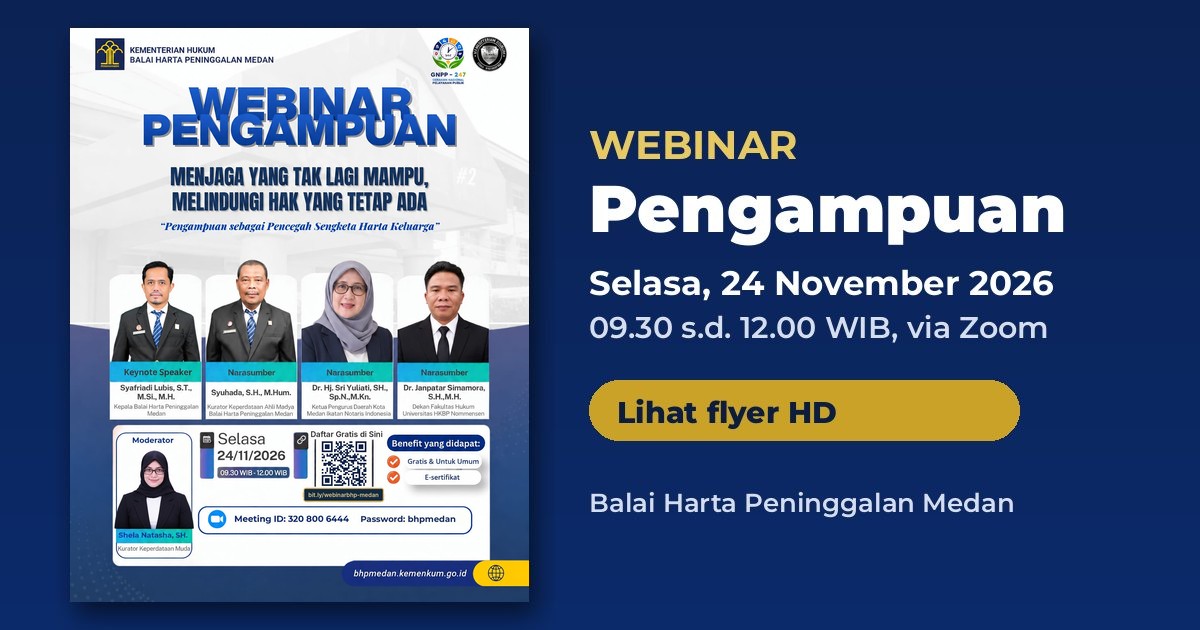 KEMENTERIAN HUKUM
BALAI HARTA PENINGGALAN MEDAN
GNPP - 247
WEBINAR
PENGAMPUAN
MENJAGA YANG TAK LAGI MAMPU,
#2
MELINDUNGI HAK YANG TETAP ADA
“Pengampuan sebagai Pencegah Sengketa Harta Keluarga”
Keynote Speaker
Syafriadi Lubis, S.T.,
M.Si., M.H.
Kepala Balai Harta Peninggalan
Medan
Narasumber
Syuhada, S.H., M.Hum.
Kurator Keperdataan Ahli Madya
Balai Harta Peninggalan Medan
Narasumber
Dr. Hj. Sri Yuliati, SH.,
Sp.N.,M.Kn.
Ketua Pengurus Daerah Kota
Medan Ikatan Notaris Indonesia
Narasumber
Dr. Janpatar Simamora,
S.H.,M.H.
Dekan Fakultas Hukum
Universitas HKBP Nommensen
Moderator
Shela Natasha, SH.
Kurator Keperdataan Muda
Selasa
24/11/2026
09.30 WIB - 12.00 WIB
Daftar Gratis di Sini
bit.ly/webinarbhp-medan
Benefit yang didapat:
Gratis & Untuk Umum
E-sertifikat
Meeting ID: 320 800 6444 Password: bhpmedan
bhpmedan.kemenkum.go.id
WEBINAR
Pengampuan
Selasa, 24 November 2026
09.30 s.d. 12.00 WIB, via Zoom
Lihat flyer HD
Balai Harta Peninggalan Medan